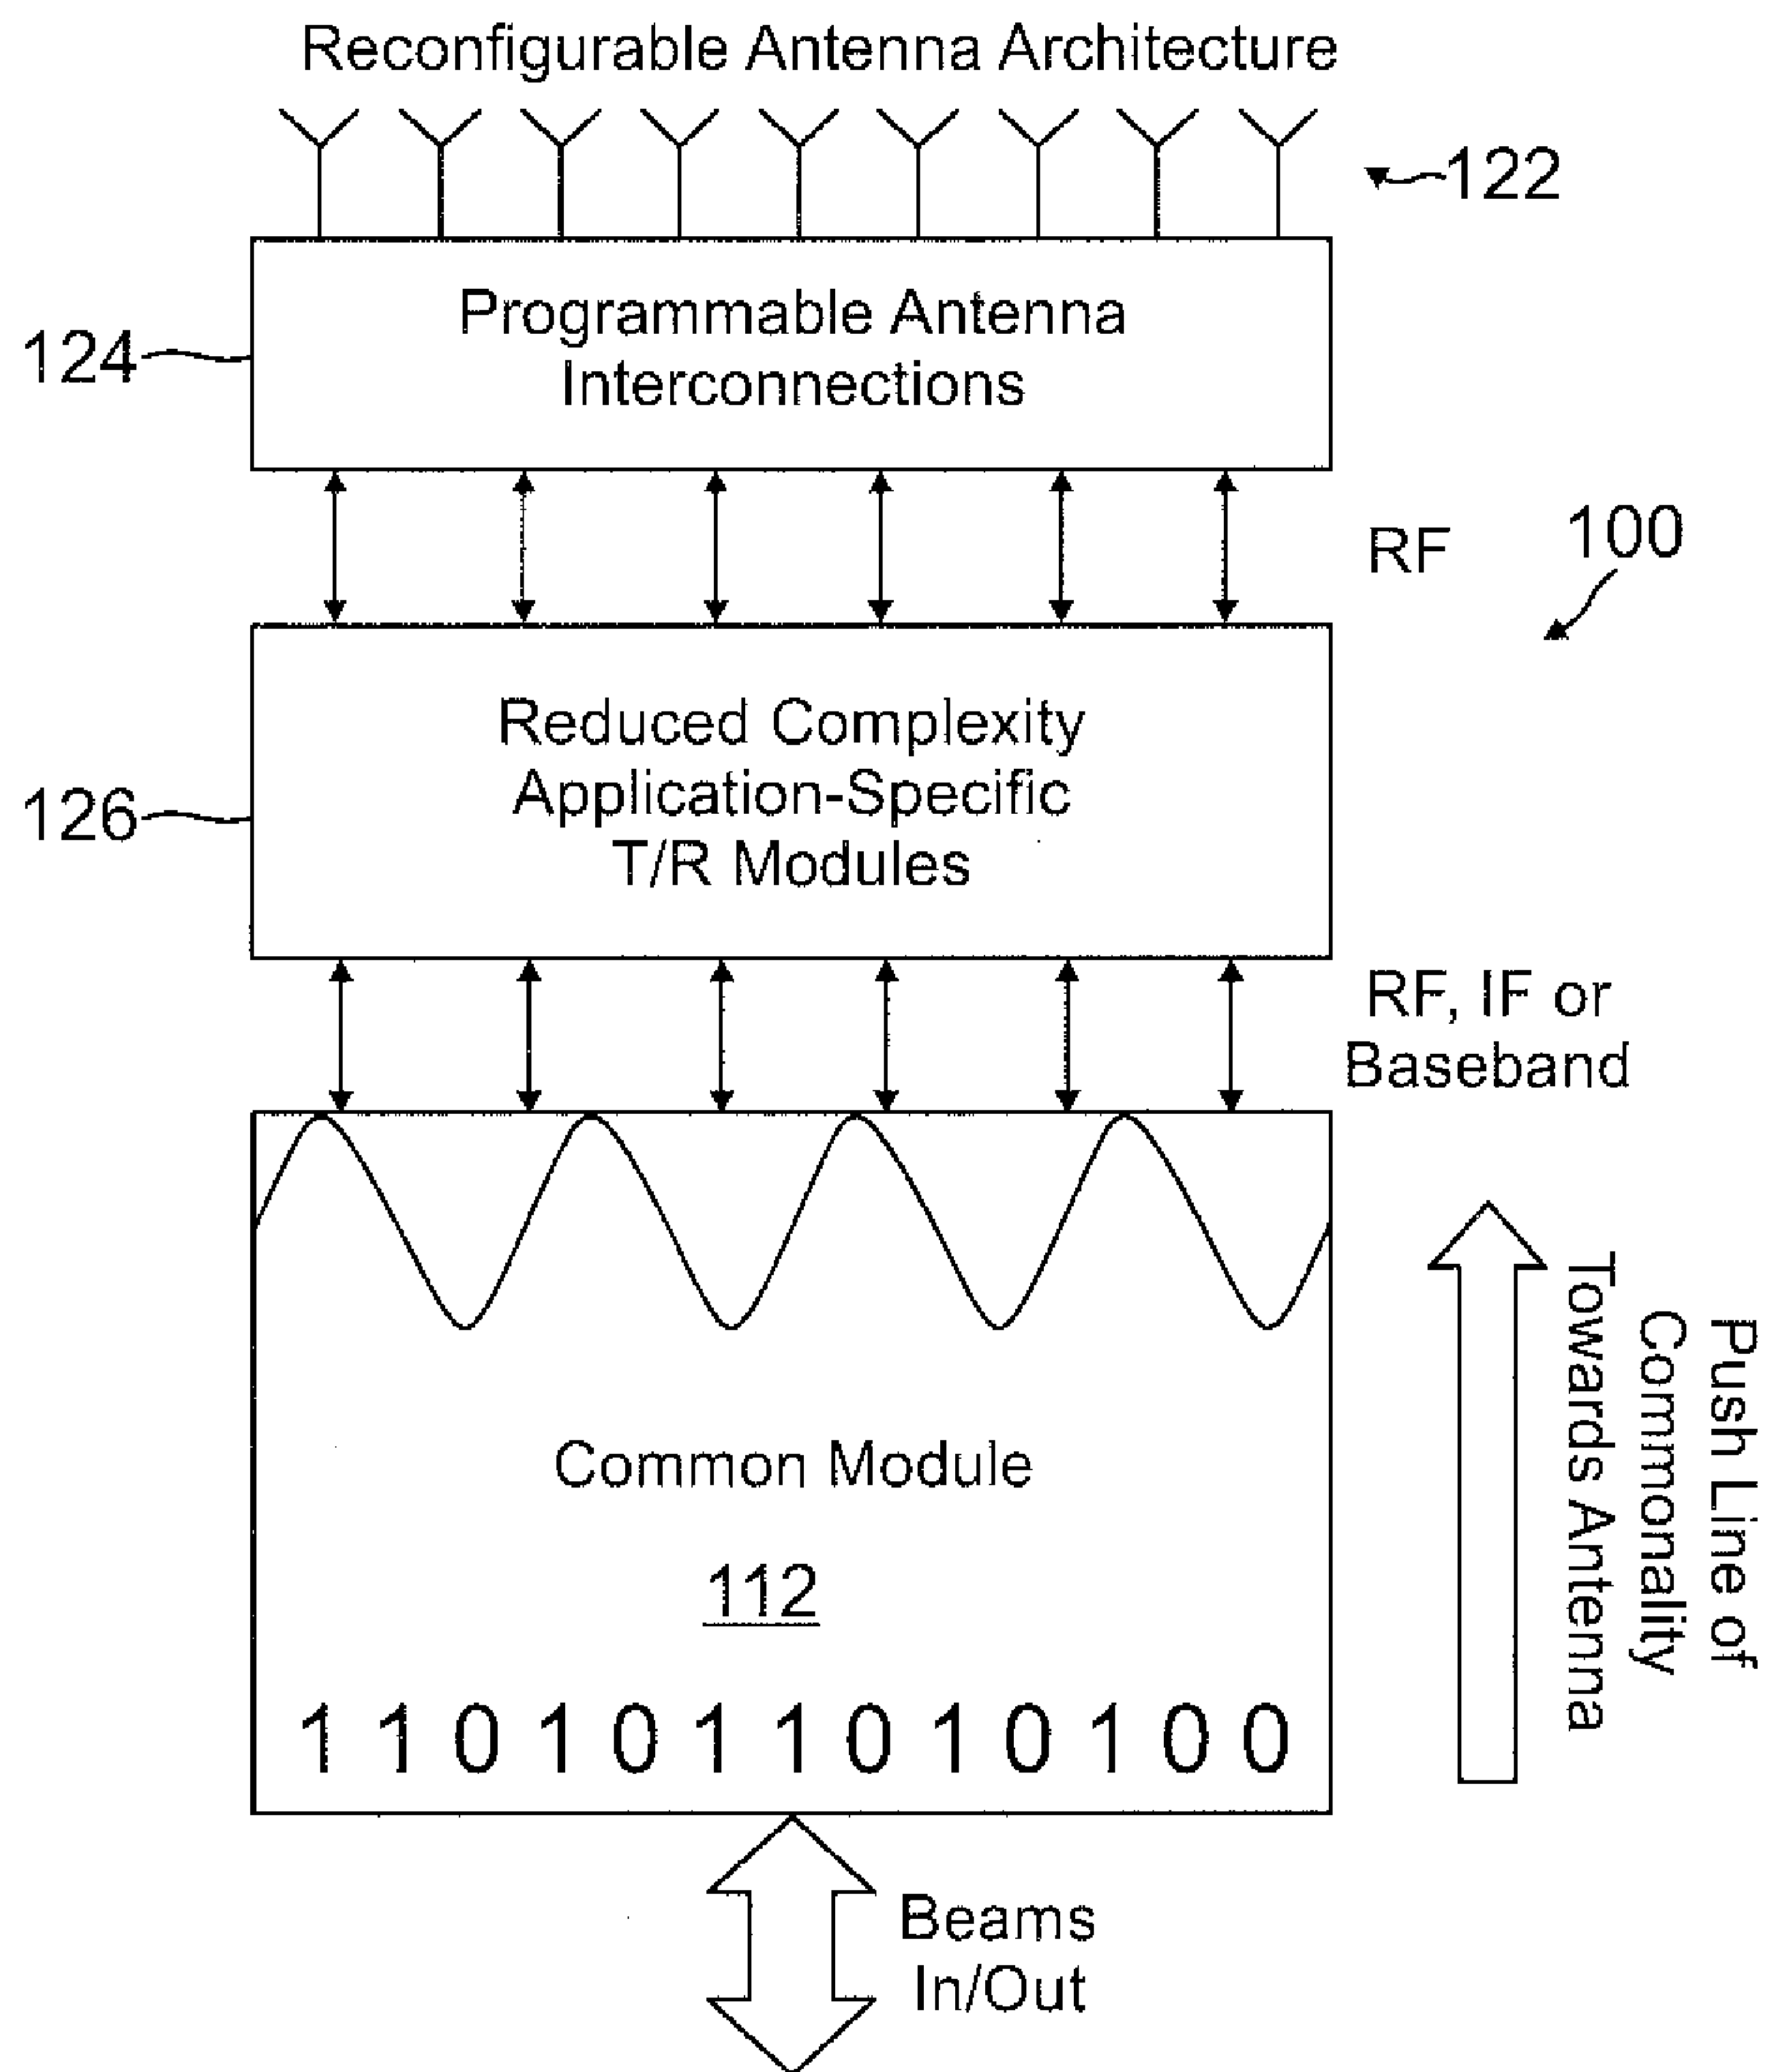 Reconfigurable Antenna Architecture
122
Programmable Antenna
Interconnections
124
RF
100
Reduced Complexity
Application-Specific
T/R Modules
126
RF, IF or
Baseband
Common Module
112
1 1 0 1 0 1 1 0 1 0 1 0 0
Push Line of
Commonality
Towards Antenna
Beams
In/Out